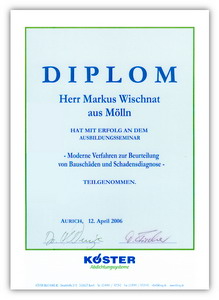 DIPLOM
Herr Markus Wischnat
aus Mölln
HAT MIT ERFOLG AN DEM
AUSBILDUNGSSEMINAR
- Moderne Verfahren zur Beurteilung
von Bauschäden und Schadensdiagnose -
TEILGENOMMEN.
AURICH, 12. April 2006
KÖSTER
Abdichtungssysteme